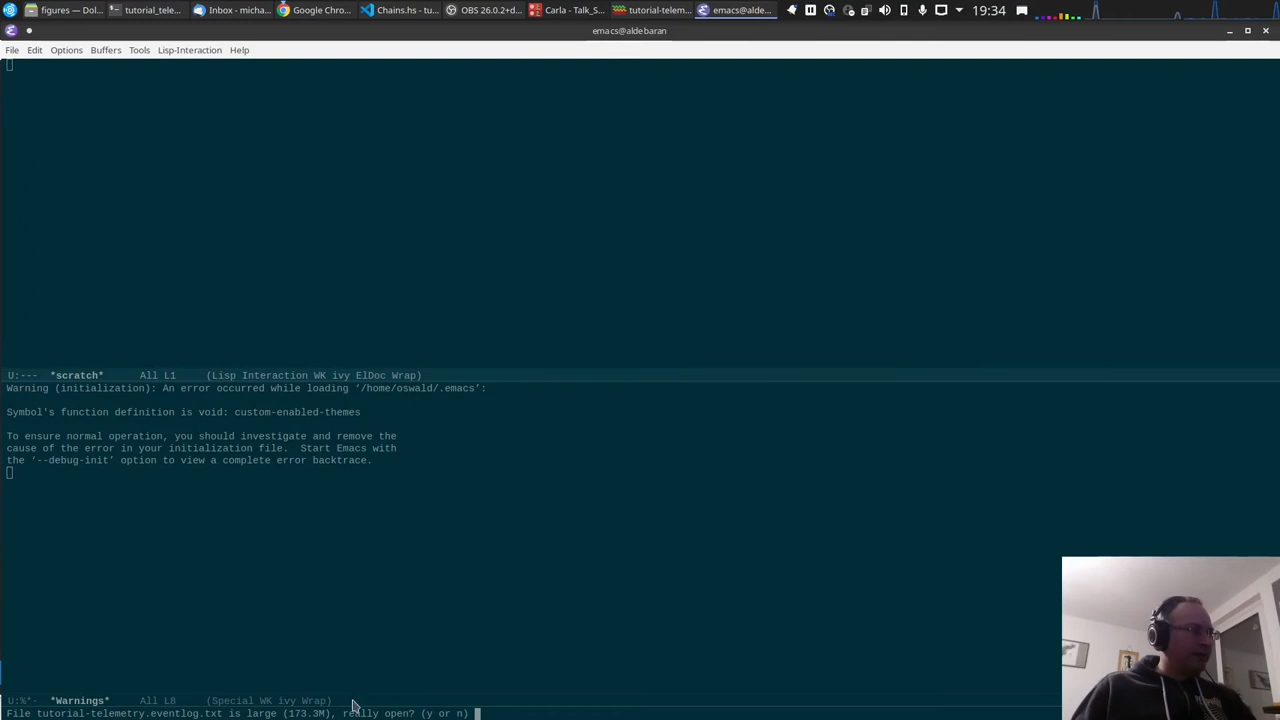 figures — Dol...
tutorial_tele...
Inbox - micha...
Google Chro...
Chains.hs - tu...
OBS 26.0.2+d...
Carla - Talk_S...
tutorial-telem...
emacs@alde...
19:34
emacs@aldebaran
File Edit Options Buffers Tools Lisp-Interaction Help
U:--- *scratch* All L1 (Lisp Interaction WK ivy ElDoc Wrap)
Warning (initialization): An error occurred while loading ‘/home/oswald/.emacs’:
Symbol's function definition is void: custom-enabled-themes
To ensure normal operation, you should investigate and remove the
cause of the error in your initialization file. Start Emacs with
the ‘--debug-init’ option to view a complete error backtrace.
U:%*- *Warnings* All L8 (Special WK ivy Wrap)
File tutorial-telemetry.eventlog.txt is large (173.3M), really open? (y or n)